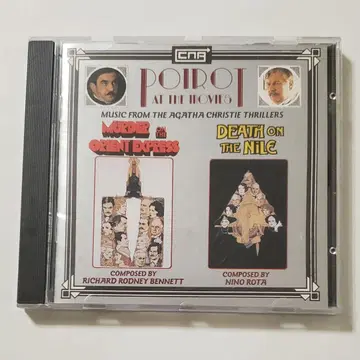 POIROT
AT THE MOVIES
MUSIC FROM THE AGATHA CHRISTIE THRILLERS
MURDER ON THE
ORIENT EXPRESS
DEATH ON
THE NILE
COMPOSED BY
RICHARD RODNEY BENNETT
COMPOSED BY
NINO ROTA